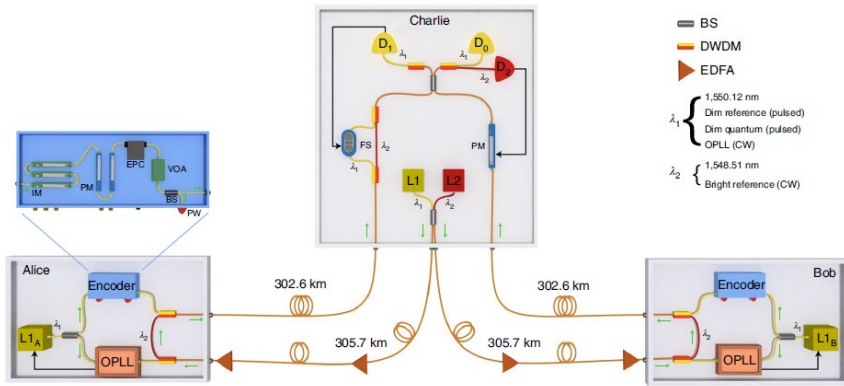 Charlie
D1
D0
D2
λ1
λ1
λ2
FS
λ2
λ1
PM
L1
L2
λ1
λ2
BS
DWDM
EDFA
λ1
1,550.12 nm
Dim reference (pulsed)
Dim quantum (pulsed)
OPLL (CW)
λ2
1,548.51 nm
Bright reference (CW)
IM
PM
EPC
VOA
BS
PW
Alice
Encoder
L1A
λ1
λ2
OPLL
302.6 km
305.7 km
302.6 km
305.7 km
Bob
Encoder
λ2
λ1
L1B
OPLL